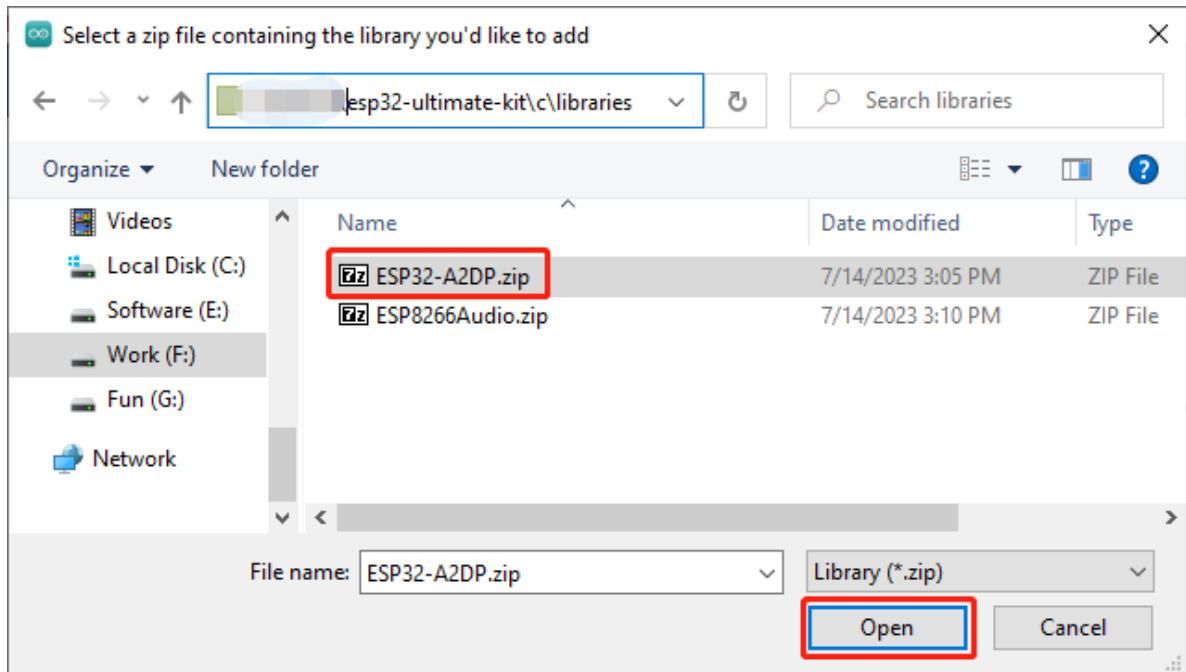 Select a zip file containing the library you'd like to add
esp32-ultimate-kit\c\libraries
Search libraries
Organize
New folder
Videos
Local Disk (C:)
Software (E:)
Work (F:)
Fun (G:)
Network
Name Date modified Type
ESP32-A2DP.zip 7/14/2023 3:05 PM ZIP File
ESP8266Audio.zip 7/14/2023 3:10 PM ZIP File
File name: ESP32-A2DP.zip Library (*.zip)
Open Cancel